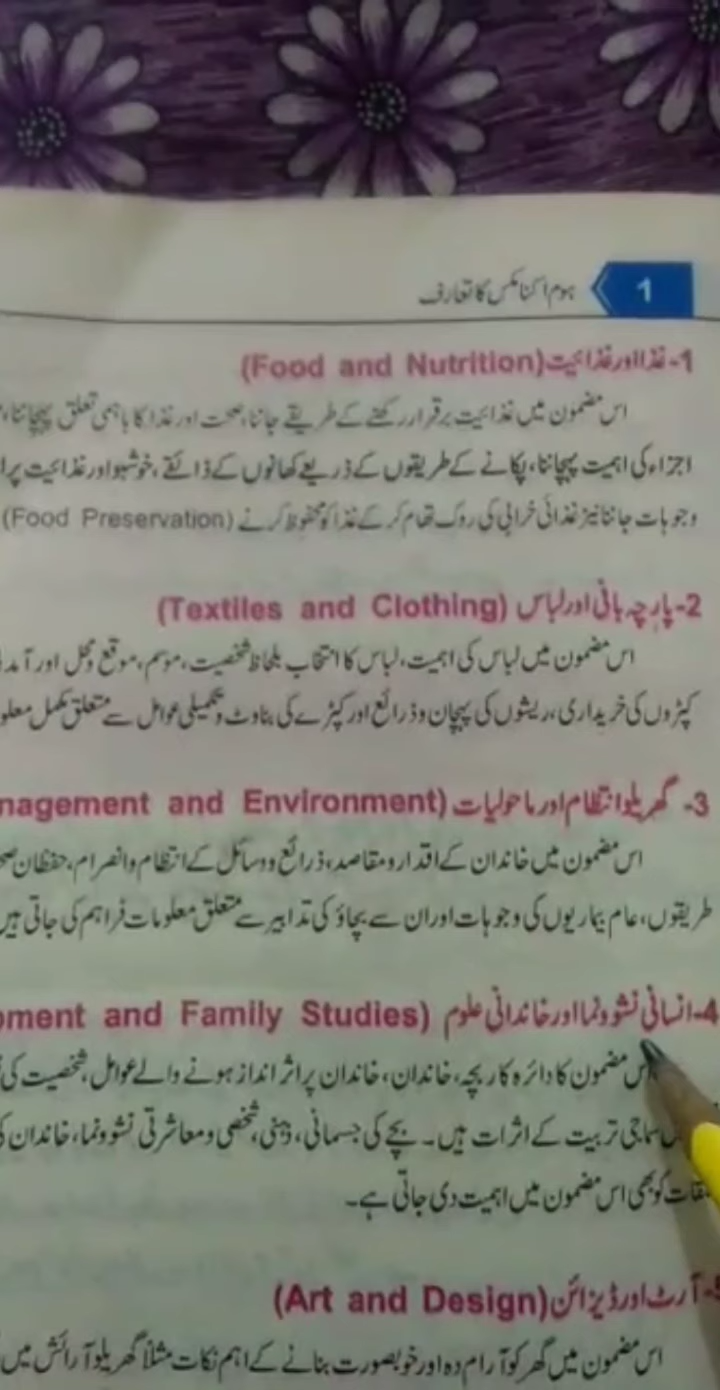 1 ہوم اکنامکس کا تعارف
1-غذا اور غذائیت (Food and Nutrition)
اس مضمون میں غذائیت برقرار رکھنے کے طریقے جاننا، صحت اور غذا کا باہمی تعلق پہچاننا،
اجزاء کی اہمیت پہچاننا، پکانے کے طریقوں کے ذریعے کھانوں کے ذائقے، خوشبو اور غذائیت
وجوہات جاننا نیز غذائی خرابی کی روک تھام کر کے غذا کو محفوظ کرنے (Food Preservation)
2-پارچہ بافی اور لباس (Textiles and Clothing)
اس مضمون میں لباس کی اہمیت، لباس کا انتخاب بلحاظ شخصیت، موسم، موقع و محل اور
کپڑوں کی خریداری، ریشوں کی پہچان و ذرائع اور کپڑے کی بناوٹ و تکمیلی عوامل سے متعلق مکمل
3- گھریلو انتظام اور ماحولیات (nagement and Environment)
اس مضمون میں خاندان کے اقدار و مقاصد، ذرائع و وسائل کے انتظام و انصرام، حفظان
طریقوں، عام بیماریوں کی وجوہات اور ان سے بچاؤ کی تدابیر سے متعلق معلومات فراہم کی جاتی ہیں
4-انسانی نشوونما اور خاندانی علوم (pment and Family Studies)
اس مضمون کا دائرہ کار بچہ، خاندان، خاندان پر اثر انداز ہونے والے عوامل، شخصیت کی
سماجی تربیت کے اثرات ہیں۔ بچے کی جسمانی، ذہنی، شخصی و معاشرتی نشوونما، خاندان
کو بھی اس مضمون میں اہمیت دی جاتی ہے۔
5-آرٹ اور ڈیزائن (Art and Design)
اس مضمون میں گھر کو آرام دہ اور خوبصورت بنانے کے اہم نکات مثلاً گھریلو آرائش میں